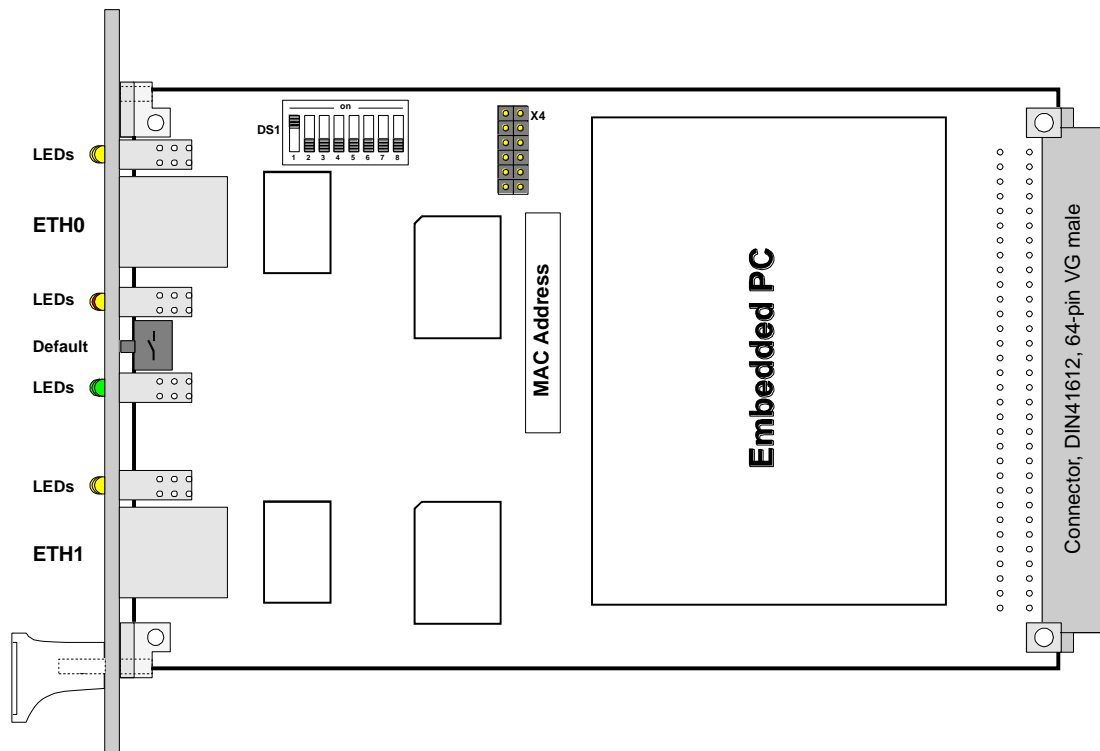 on
DS1
1 2 3 4 5 6 7 8
X4
LEDs
ETH0
LEDs
Default
LEDs
LEDs
ETH1
MAC Address
Embedded PC
Connector, DIN41612, 64-pin VG male